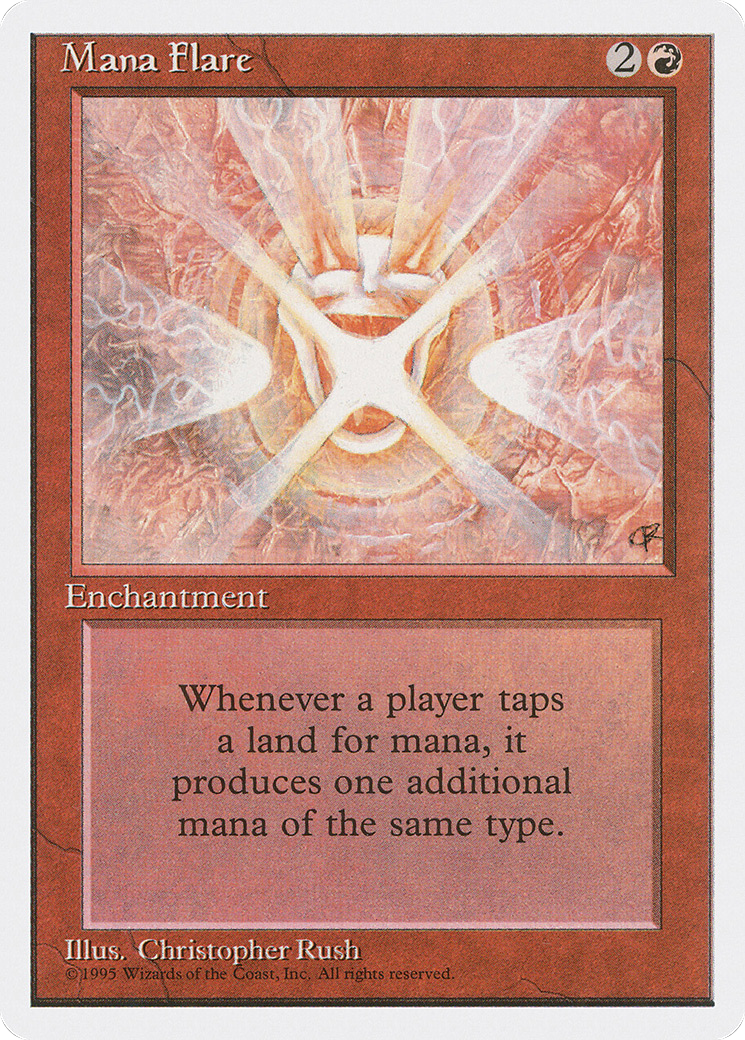 Mana Flare
2
Enchantment
Whenever a player taps
a land for mana, it
produces one additional
mana of the same type.
Illus. Christopher Rush
© 1995 Wizards of the Coast, Inc. All rights reserved.